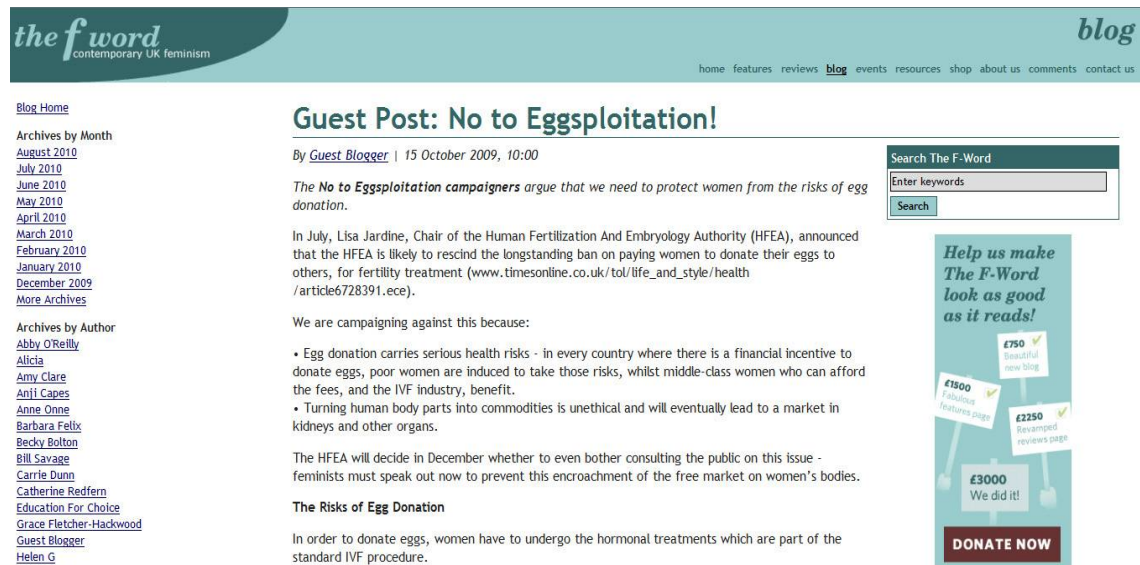 the f word
contemporary UK feminism
blog
home features reviews blog events resources shop about us comments contact us
Blog Home
Archives by Month
August 2010
July 2010
June 2010
May 2010
April 2010
March 2010
February 2010
January 2010
December 2009
More Archives
Archives by Author
Abby O'Reilly
Alicia
Amy Clare
Anji Capes
Anne Onne
Barbara Felix
Becky Bolton
Bill Savage
Carrie Dunn
Catherine Redfern
Education For Choice
Grace Fletcher-Hackwood
Guest Blogger
Helen G
Guest Post: No to Eggsploitation!
By Guest Blogger | 15 October 2009, 10:00
The No to Eggsploitation campaigners argue that we need to protect women from the risks of egg
donation.
In July, Lisa Jardine, Chair of the Human Fertilization And Embryology Authority (HFEA), announced
that the HFEA is likely to rescind the longstanding ban on paying women to donate their eggs to
others, for fertility treatment (www.timesonline.co.uk/tol/life_and_style/health
/article6728391.ece).
We are campaigning against this because:
• Egg donation carries serious health risks - in every country where there is a financial incentive to
donate eggs, poor women are induced to take those risks, whilst middle-class women who can afford
the fees, and the IVF industry, benefit.
• Turning human body parts into commodities is unethical and will eventually lead to a market in
kidneys and other organs.
The HFEA will decide in December whether to even bother consulting the public on this issue -
feminists must speak out now to prevent this encroachment of the free market on women's bodies.
The Risks of Egg Donation
In order to donate eggs, women have to undergo the hormonal treatments which are part of the
standard IVF procedure.
Search The F-Word
Enter keywords
Search
Help us make
The F-Word
look as good
as it reads!
£750
Beautiful
new blog
£1500
Fabulous
features page
£2250
Revamped
reviews page
£3000
We did it!
DONATE NOW